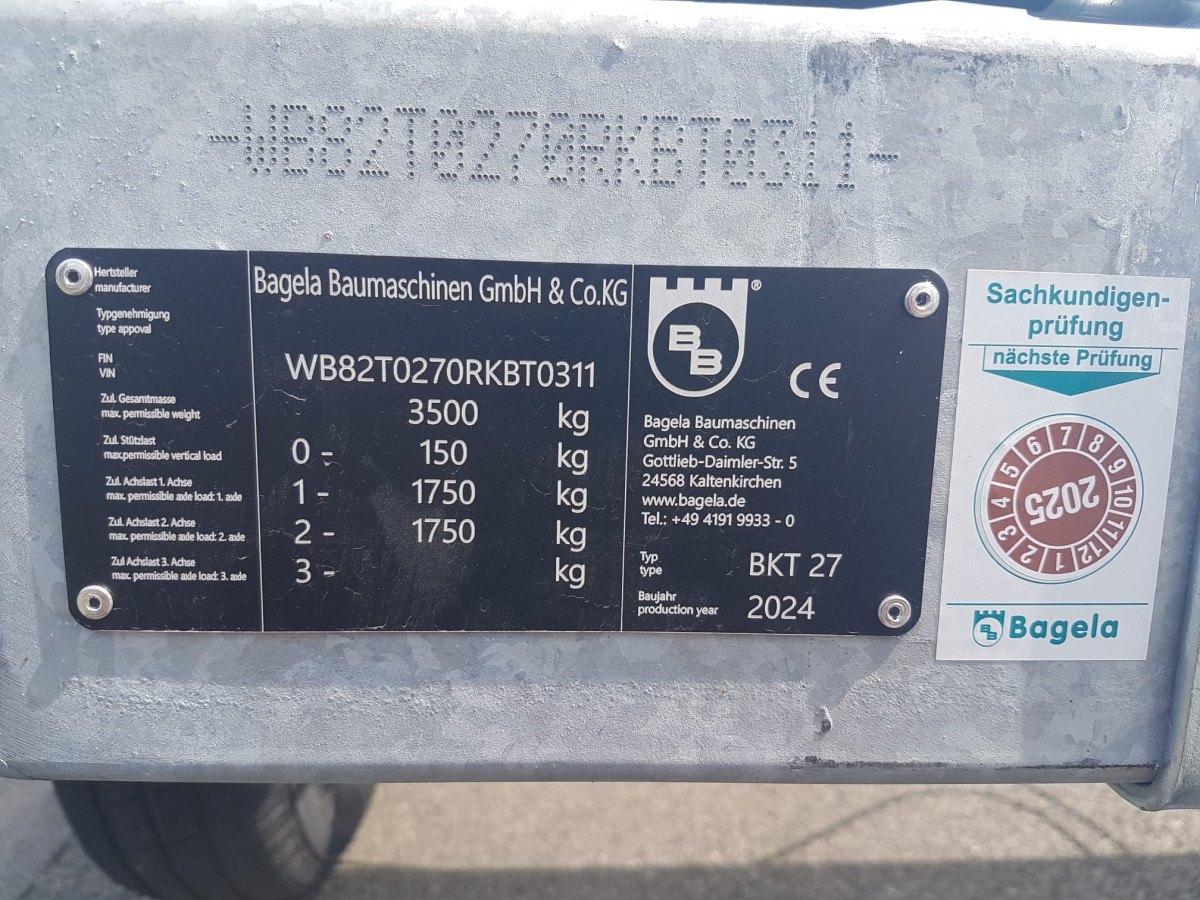 -WB82T0270RKBT0311-
Hertsteller
manufacturer
Bagela Baumaschinen GmbH & Co.KG
Typgenehmigung
type appoval
FIN
VIN
WB82T0270RKBT0311
Zul. Gesamtmasse
max. permissible weight
3500 kg
Zul. Stützlast
max.permissible vertical load
0 - 150 kg
Zul. Achslast 1. Achse
max. permissible axle load: 1. axle
1 - 1750 kg
Zul. Achslast 2. Achse
max. permissible axle load: 2. axle
2 - 1750 kg
Zul Achslast 3. Achse
max. permissible axle load: 3. axle
3 - kg
®
BB
CE
Bagela Baumaschinen
GmbH & Co. KG
Gottlieb-Daimler-Str. 5
24568 Kaltenkirchen
www.bagela.de
Tel.: +49 4191 9933 - 0
Typ
type
BKT 27
Baujahr
production year
2024
Sachkundigen-
prüfung
nächste Prüfung
1 2 3 4 5 6 7 8 9 10 11 12
2025
BB Bagela